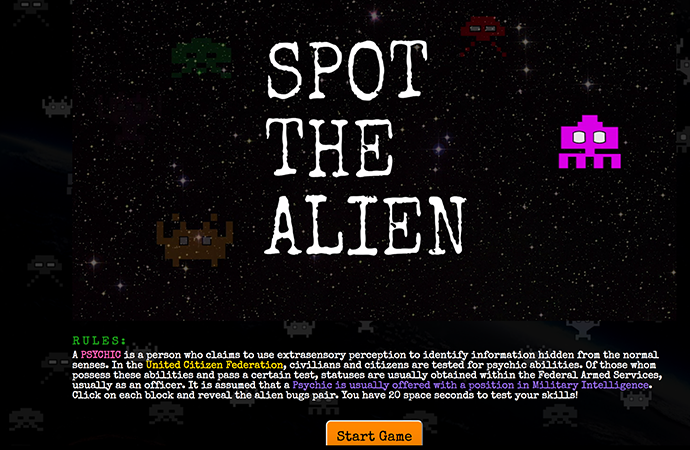 SPOT
THE
ALIEN
RULES:
A PSYCHIC is a person who claims to use extrasensory perception to identify information hidden from the normal
senses. In the United Citizen Federation, civilians and citizens are tested for psychic abilities. Of those whom
possess these abilities and pass a certain test, statuses are usually obtained within the Federal Armed Services,
usually as an officer. It is assumed that a Psychic is usually offered with a position in Military Intelligence.
Click on each block and reveal the alien bugs pair. You have 20 space seconds to test your skills!
Start Game